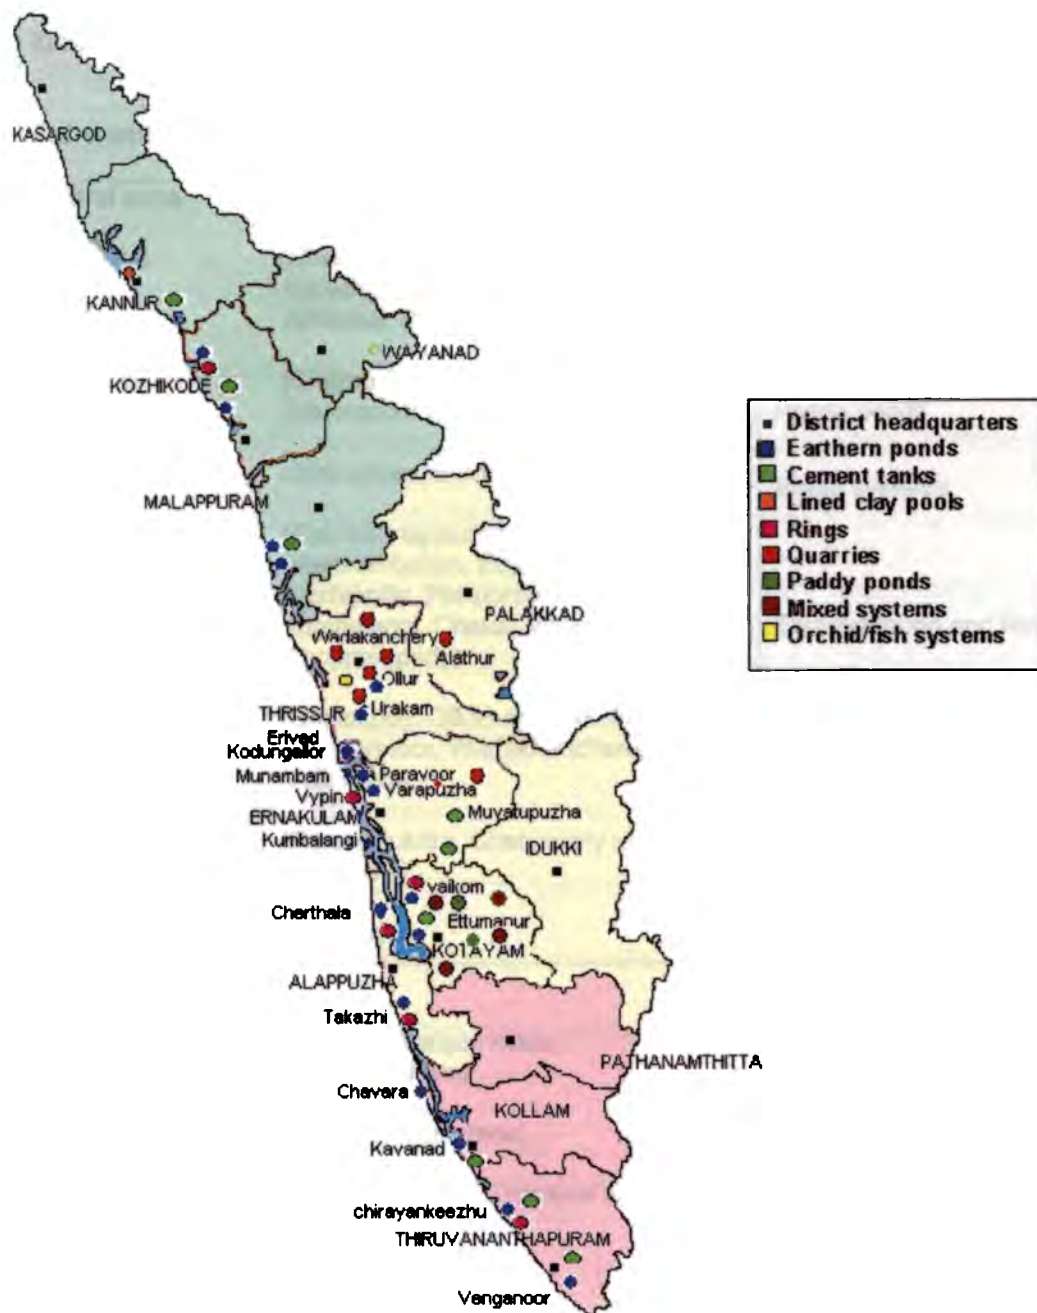 KASARGOD
KANNUR
WAYANAD
KOZHIKODE
MALAPPURAM
PALAKKAD
Wadakanchery
Alathur
Ollur
THRISSUR
Urakam
Erived
Kodungallor
Munambam
Paravoor
Vypin
Varapuzha
ERNAKULAM
Muyatupuzha
Kumbalangi
IDUKKI
vaikom
Cherthala
Ettumanur
KOTAYAM
ALAPPUZHA
Takazhi
PATHANAMTHITTA
Chavara
KOLLAM
Kavanad
chirayankeezhu
THIRUVANANTHAPURAM
Venganoor
District headquarters
Earthern ponds
Cement tanks
Lined clay pools
Rings
Quarries
Paddy ponds
Mixed systems
Orchid/fish systems